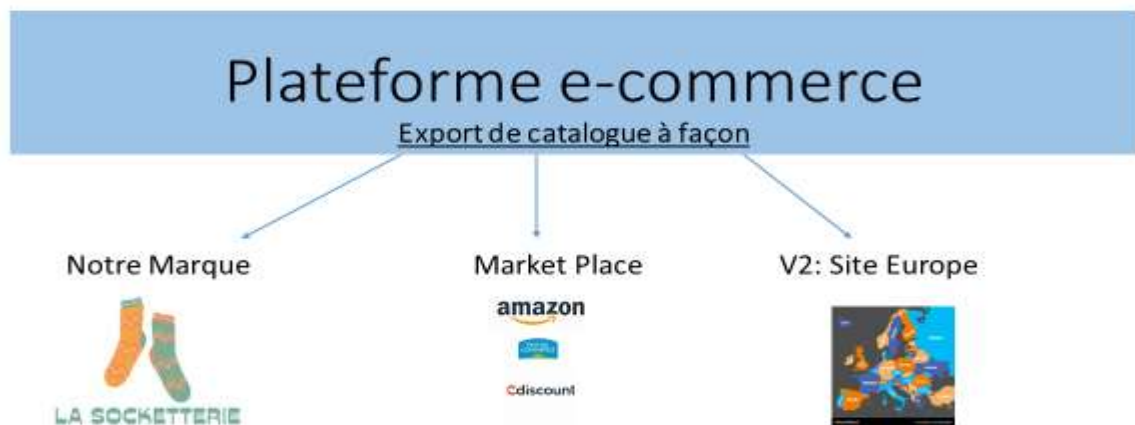 Plateforme e-commerce
Export de catalogue à façon
Notre Marque
Market Place
V2: Site Europe
amazon
Cdiscount
LA SOCKETTERIE